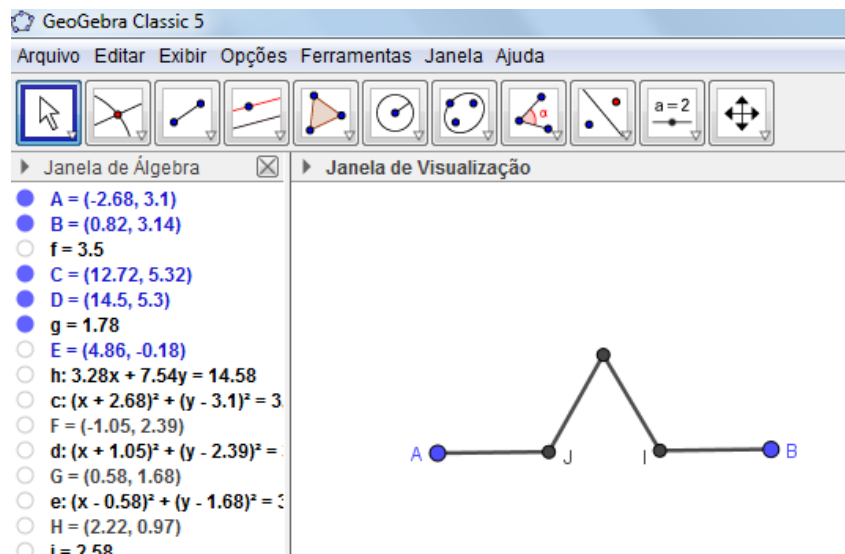 GeoGebra Classic 5
Arquivo Editar Exibir Opções Ferramentas Janela Ajuda
α
a = 2
Janela de Álgebra
Janela de Visualização
A = (-2.68, 3.1)
B = (0.82, 3.14)
f = 3.5
C = (12.72, 5.32)
D = (14.5, 5.3)
g = 1.78
E = (4.86, -0.18)
h: 3.28x + 7.54y = 14.58
c: (x + 2.68)² + (y - 3.1)² = 3.
F = (-1.05, 2.39)
d: (x + 1.05)² + (y - 2.39)² =
G = (0.58, 1.68)
e: (x - 0.58)² + (y - 1.68)² = 3
H = (2.22, 0.97)
i = 2.58
A J I B